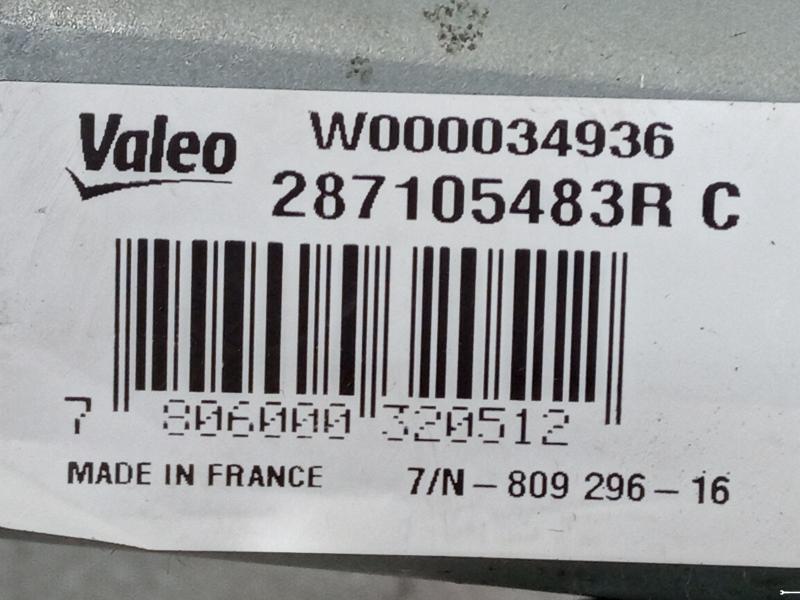 Valeo
W000034936
287105483R C
7 806000 320512
MADE IN FRANCE 7/N - 809 296 - 16